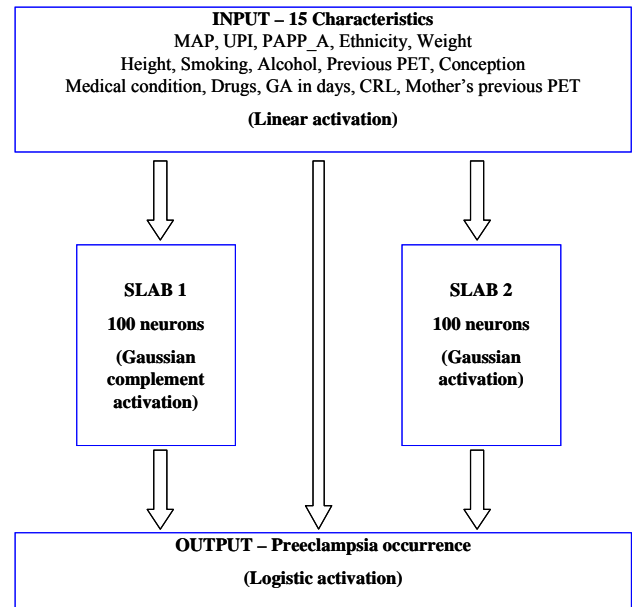 INPUT – 15 Characteristics
MAP, UPI, PAPP_A, Ethnicity, Weight
Height, Smoking, Alcohol, Previous PET, Conception
Medical condition, Drugs, GA in days, CRL, Mother’s previous PET
(Linear activation)
SLAB 1
100 neurons
(Gaussian
complement
activation)
SLAB 2
100 neurons
(Gaussian
activation)
OUTPUT – Preeclampsia occurrence
(Logistic activation)